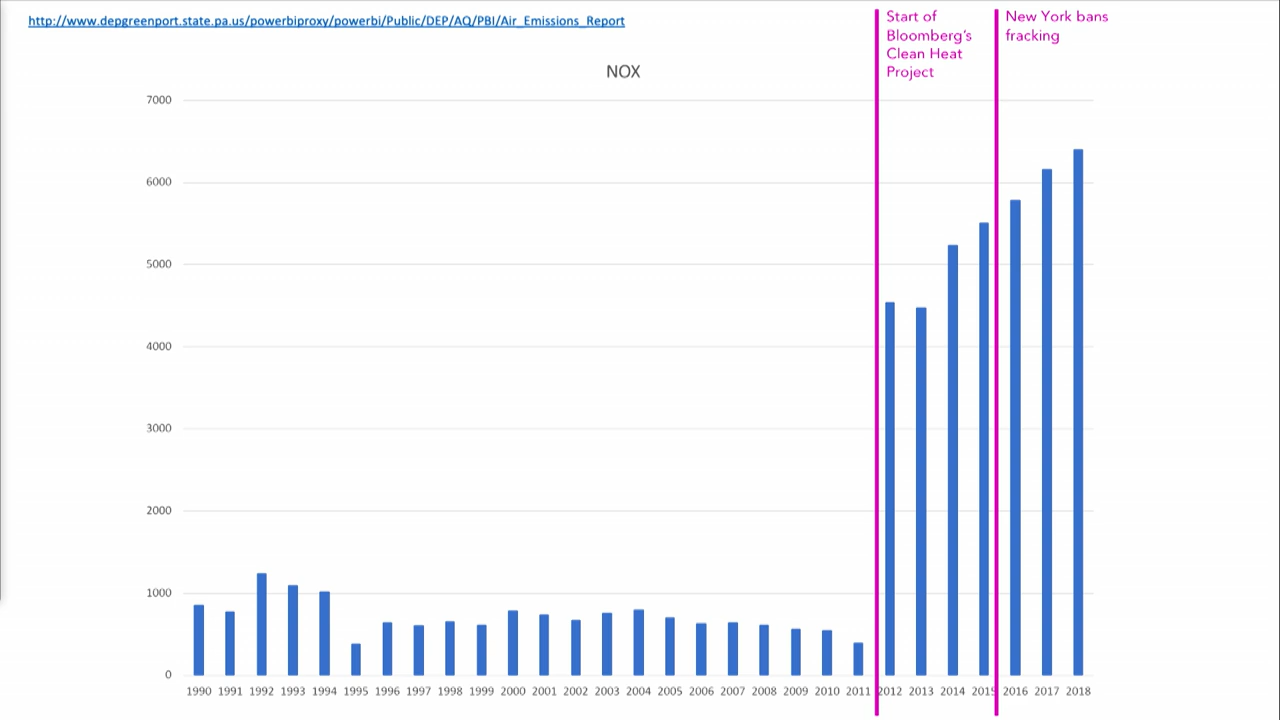 http://www.depgreenport.state.pa.us/powerbiproxy/powerbi/Public/DEP/AQ/PBI/Air_Emissions_Report
Start of
Bloomberg's
Clean Heat
Project
New York bans
fracking
NOX
7000
6000
5000
4000
3000
2000
1000
0
1990 1991 1992 1993 1994 1995 1996 1997 1998 1999 2000 2001 2002 2003 2004 2005 2006 2007 2008 2009 2010 2011 2012 2013 2014 2015 2016 2017 2018